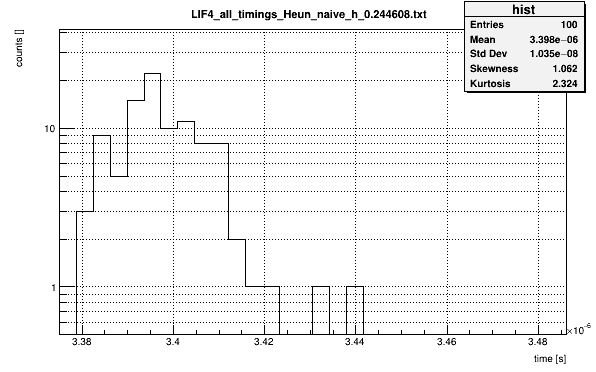 LIF4_all_timings_Heun_naive_h_0.244608.txt
hist
Entries 100
Mean 3.398e−06
Std Dev 1.035e−08
Skewness 1.062
Kurtosis 2.324
counts []
10
1
3.38 3.4 3.42 3.44 3.46 3.48
×10⁻⁶
time [s]